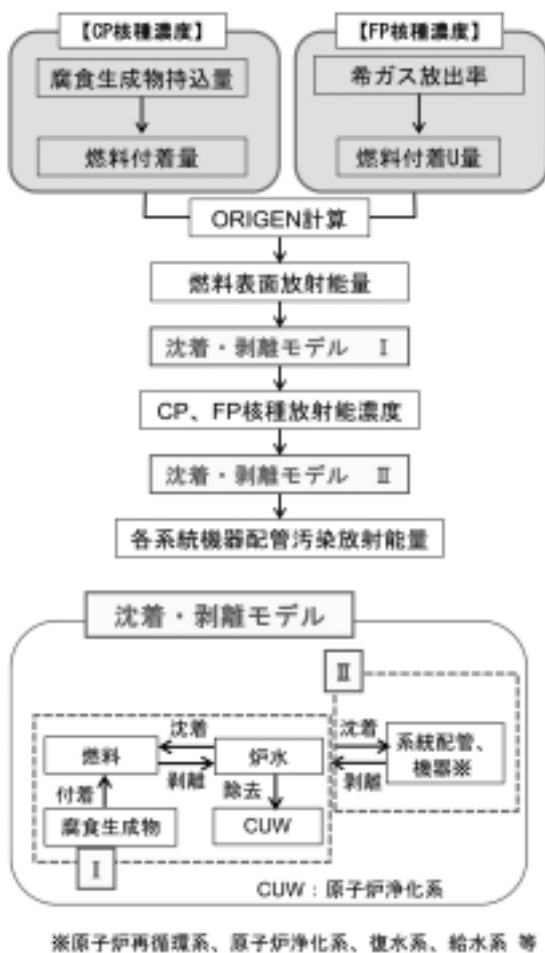 【CP核種濃度】
【FP核種濃度】
腐食生成物持込量
希ガス放出率
燃料付着量
燃料付着U量
ORIGEN計算
燃料表面放射能量
沈着・剥離モデル Ⅰ
CP、FP核種放射能濃度
沈着・剥離モデル Ⅱ
各系統機器配管汚染放射能量
沈着・剥離モデル
Ⅱ
沈着
沈着
燃料
炉水
系統配管、
機器※
剥離
剥離
付着
除去
腐食生成物
CUW
Ⅰ
CUW：原子炉浄化系
※原子炉再循環系、原子炉浄化系、復水系、給水系 等